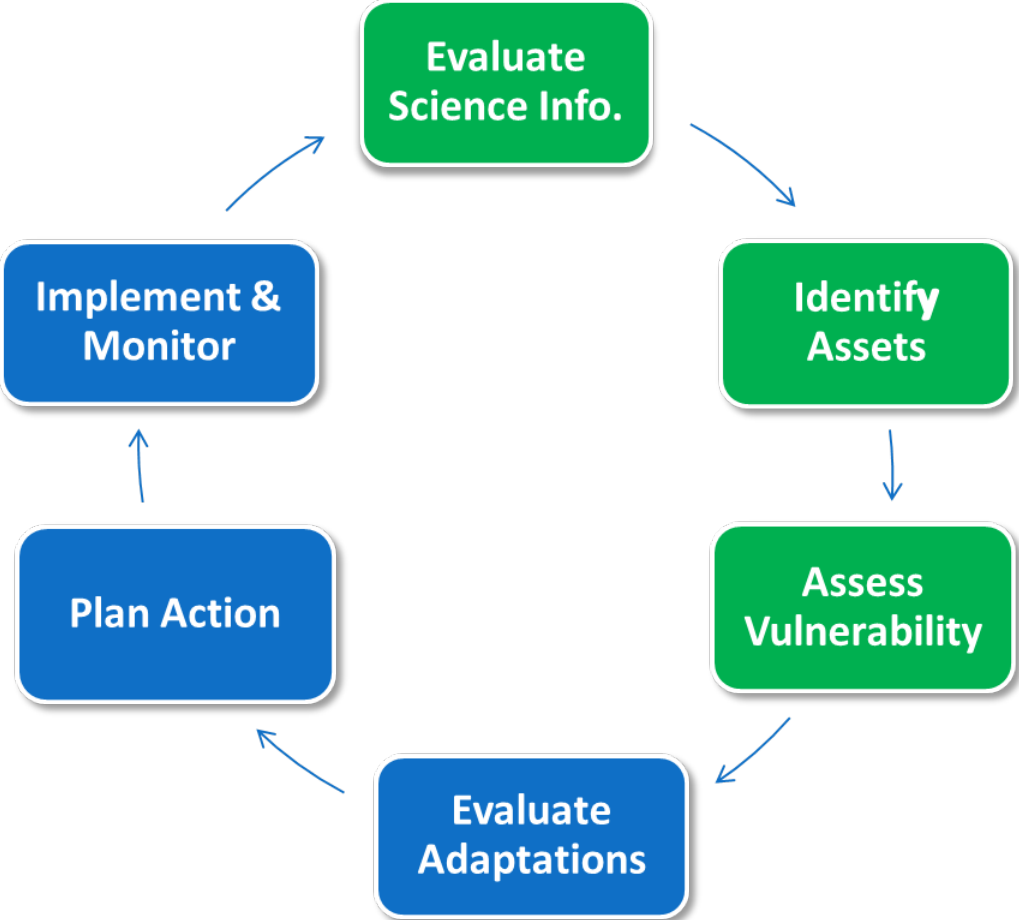 Evaluate
Science Info.
Identify
Assets
Assess
Vulnerability
Evaluate
Adaptations
Plan Action
Implement &
Monitor